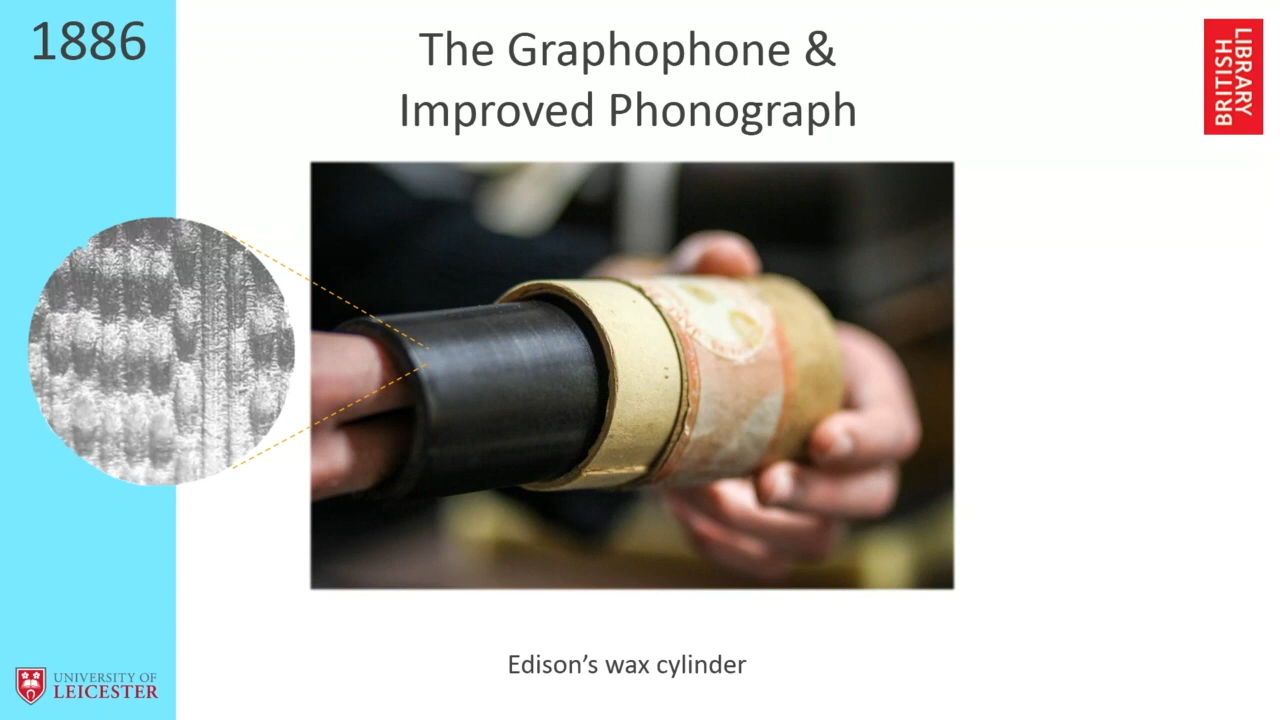 1886
The Graphophone &
Improved Phonograph
LIBRARY
BRITISH
Edison's wax cylinder
UNIVERSITY OF
LEICESTER